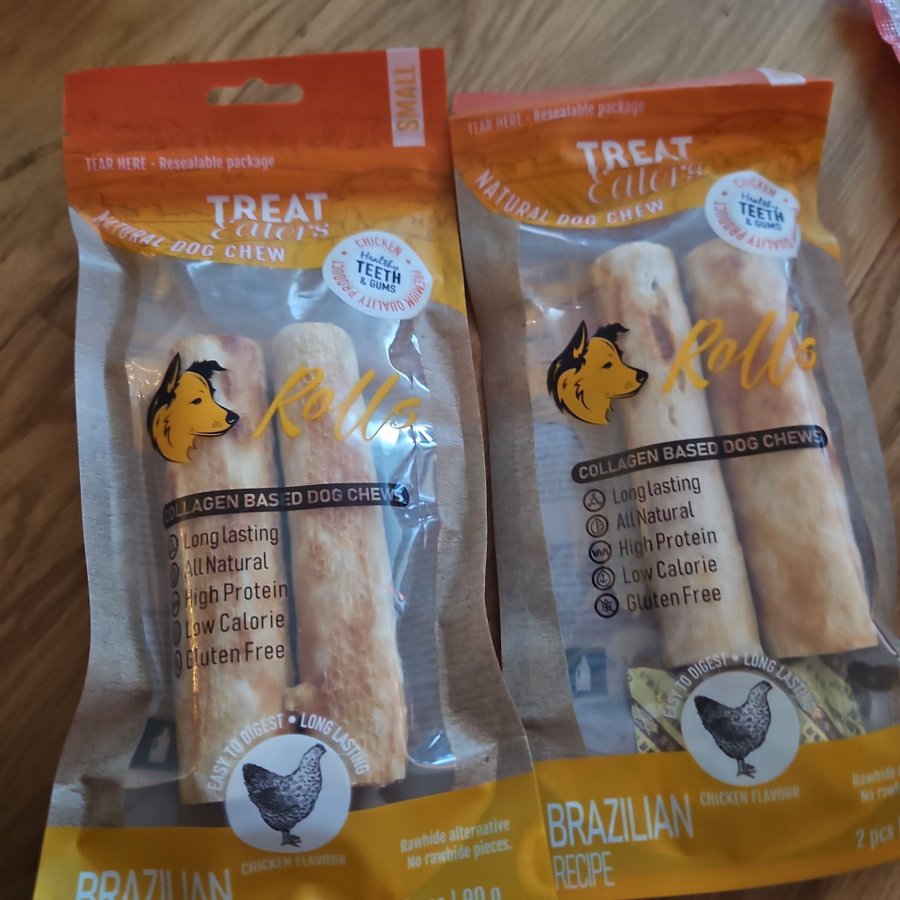 SMALL
TEAR HERE - Resealable package
TREAT
Eaters
NATURAL DOG CHEW
CHICKEN
Healthy
TEETH
& GUMS
PREMIUM QUALITY PRODUCT
Rolls
COLLAGEN BASED DOG CHEWS
Long lasting
All Natural
High Protein
Low Calorie
Gluten Free
EASY TO DIGEST • LONG LASTING
CHICKEN FLAVOUR
Rawhide alternative
No rawhide pieces.
BRAZILIAN
80 g
TEAR HERE - Resealable package
TREAT
Eaters
NATURAL DOG CHEW
CHICKEN
Healthy
TEETH
& GUMS
QUALITY
Rolls
COLLAGEN BASED DOG CHEWS
Long lasting
All Natural
High Protein
Low Calorie
Gluten Free
EASY TO DIGEST • LONG LASTING
CHICKEN FLAVOUR
Rawhide
No
BRAZILIAN
RECIPE
2 pcs